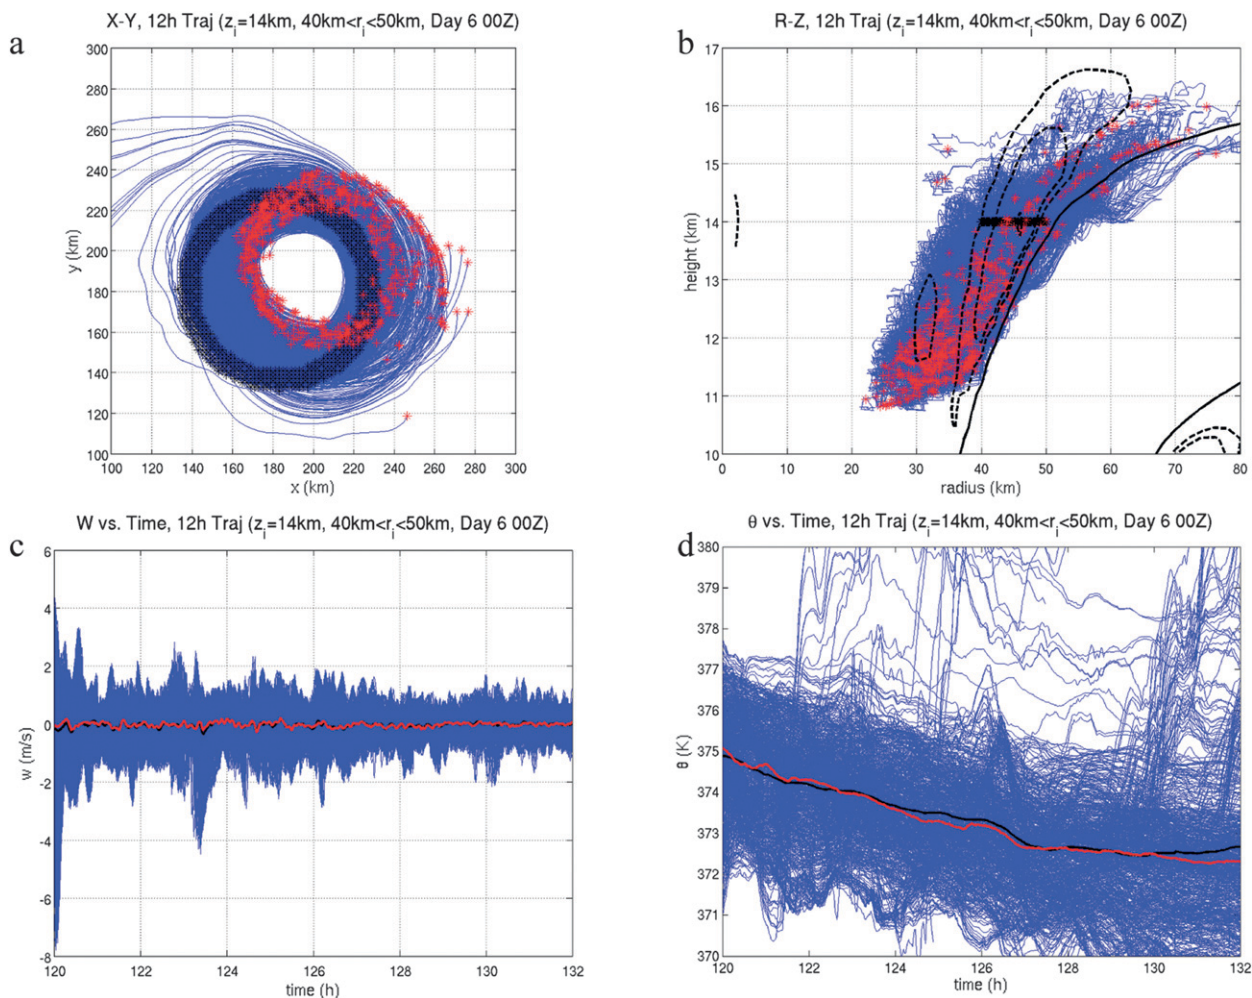 a
X-Y, 12h Traj (z_i=14km, 40km<r_i<50km, Day 6 00Z)
300
280
260
240
220
200
180
160
140
120
100
y (km)
100 120 140 160 180 200 220 240 260 280 300
x (km)
b
R-Z, 12h Traj (z_i=14km, 40km<r_i<50km, Day 6 00Z)
17
16
15
14
13
12
11
10
height (km)
0 10 20 30 40 50 60 70 80
radius (km)
c
W vs. Time, 12h Traj (z_i=14km, 40km<r_i<50km, Day 6 00Z)
6
4
2
0
-2
-4
-6
-8
w (m/s)
120 122 124 126 128 130 132
time (h)
d
θ vs. Time, 12h Traj (z_i=14km, 40km<r_i<50km, Day 6 00Z)
380
379
378
377
376
375
374
373
372
371
370
θ (K)
120 122 124 126 128 130 132
time (h)